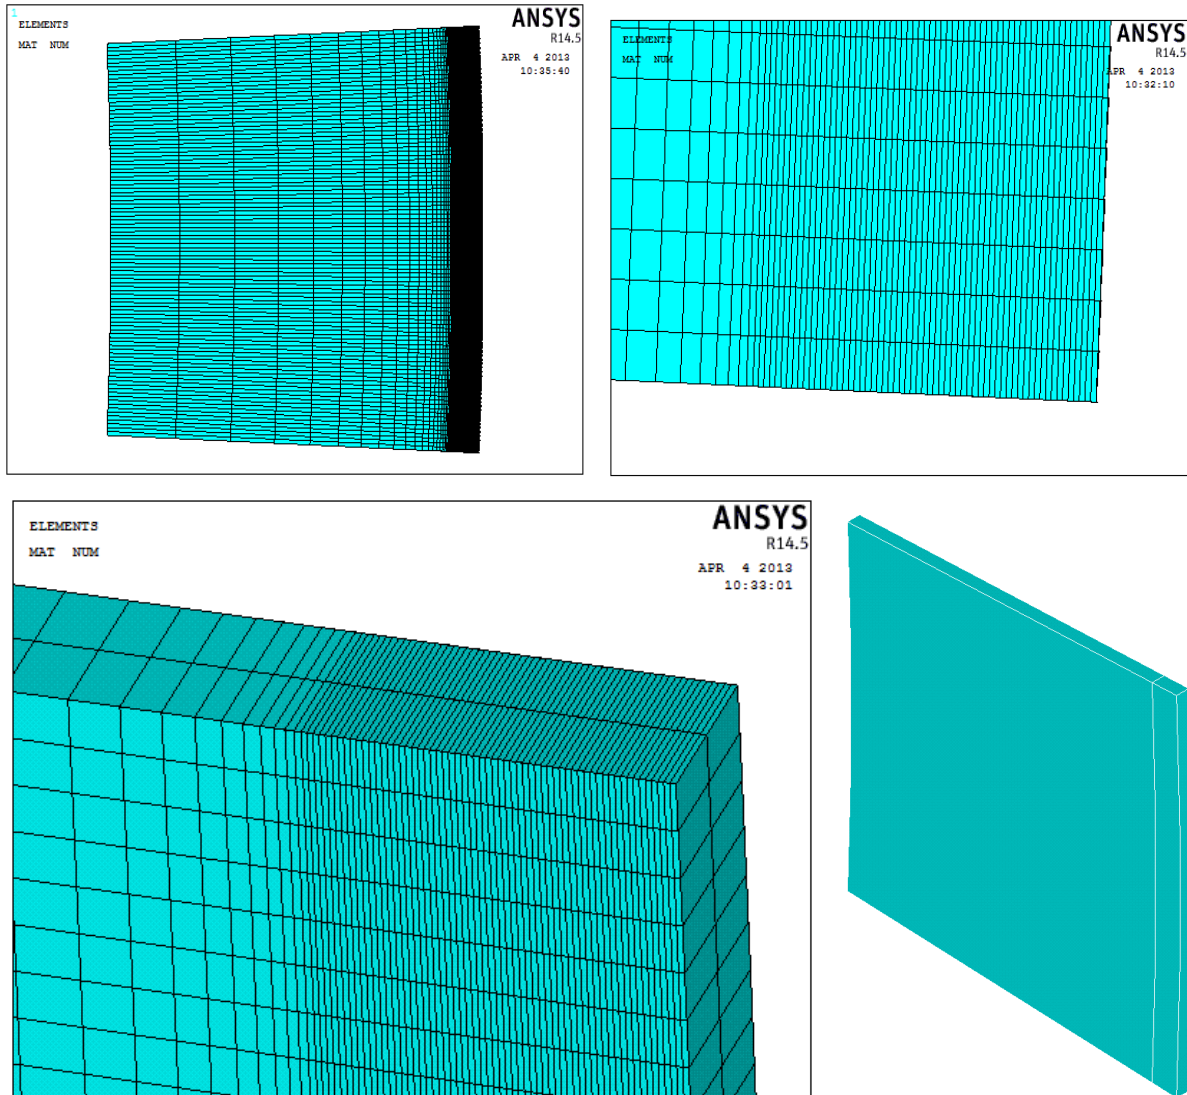 1
ELEMENTS
MAT NUM
ANSYS
R14.5
APR 4 2013
10:35:40
ELEMENTS
MAT NUM
ANSYS
R14.5
APR 4 2013
10:32:10
ELEMENTS
MAT NUM
ANSYS
R14.5
APR 4 2013
10:33:01